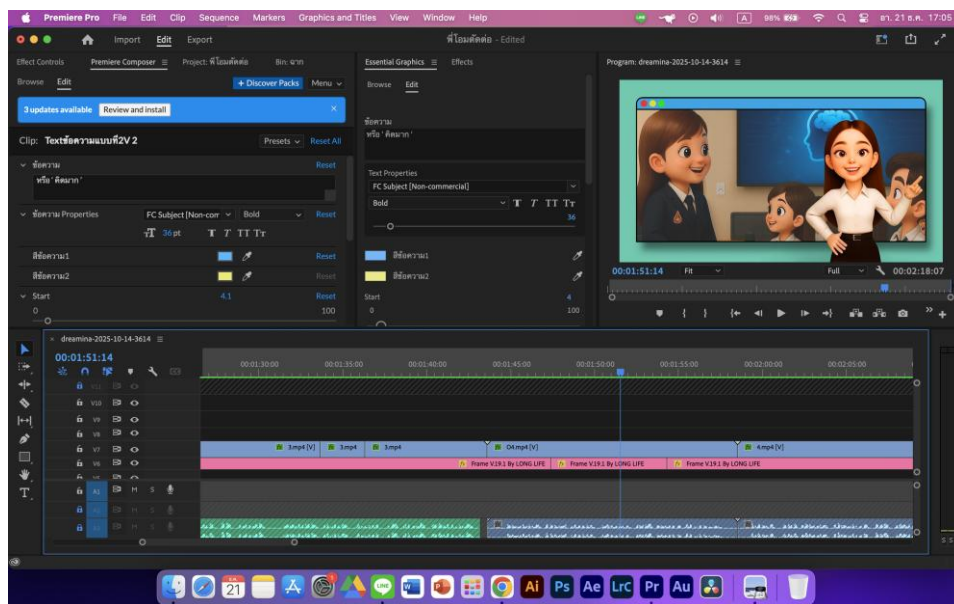 Premiere Pro File Edit Clip Sequence Markers Graphics and Titles View Window Help
A 98% อา. 21 ธ.ค. 17:05
Import Edit Export
พี่โอมตัดต่อ - Edited
Effect Controls Premiere Composer Project: พี่โอมตัดต่อ Bin: ฉาก
Browse Edit + Discover Packs Menu
3 updates available Review and install ×
Clip: Textข้อความแบบที่2V 2 Presets Reset All
ข้อความ Reset
หรือ ' คิดมาก '
ข้อความ Properties FC Subject [Non-comr Bold Reset
36 pt T T TT Tт
สีข้อความ1 Reset
สีข้อความ2 Reset
Start 4.1 Reset
0 100
Essential Graphics Effects
Browse Edit
ข้อความ
หรือ ' คิดมาก '
Text Properties
FC Subject [Non-commercial]
Bold T T TT Tт
36
สีข้อความ1
สีข้อความ2
Start 4
0 100
Program: dreamina-2025-10-14-3614
00:01:51:14 Fit Full 00:02:18:07
× dreamina-2025-10-14-3614
00:01:51:14
00:01:30:00 00:01:35:00 00:01:40:00 00:01:45:00 00:01:50:00 00:01:55:00 00:02:00:00 00:02:05:00
V11
V10
V9
V8
V7 3.mp4 [V] 3.mp4 3.mp4 04.mp4 [V] 4.mp4 [V]
V6 Frame V.19.1 By LONG LIFE Frame V.19.1 By LONG LIFE Frame V.19.1 By LONG LIFE
A1 M S
M S
M S
T
21 LINE W P Ai Ps Ae LrC Pr Au